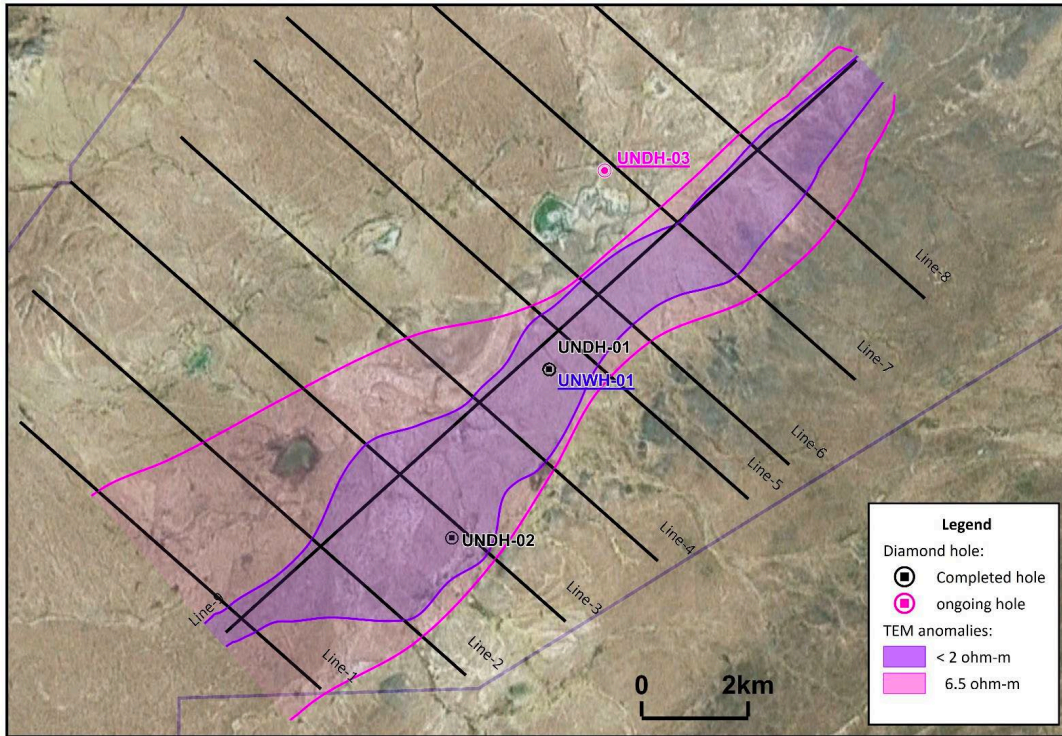 UNDH-03
Line-8
UNDH-01
UNWH-01
Line-7
Line-6
Line-5
UNDH-02
Line-4
Line-3
Line-9
Line-2
Line-1
0 2km
Legend
Diamond hole:
Completed hole
ongoing hole
TEM anomalies:
< 2 ohm-m
6.5 ohm-m